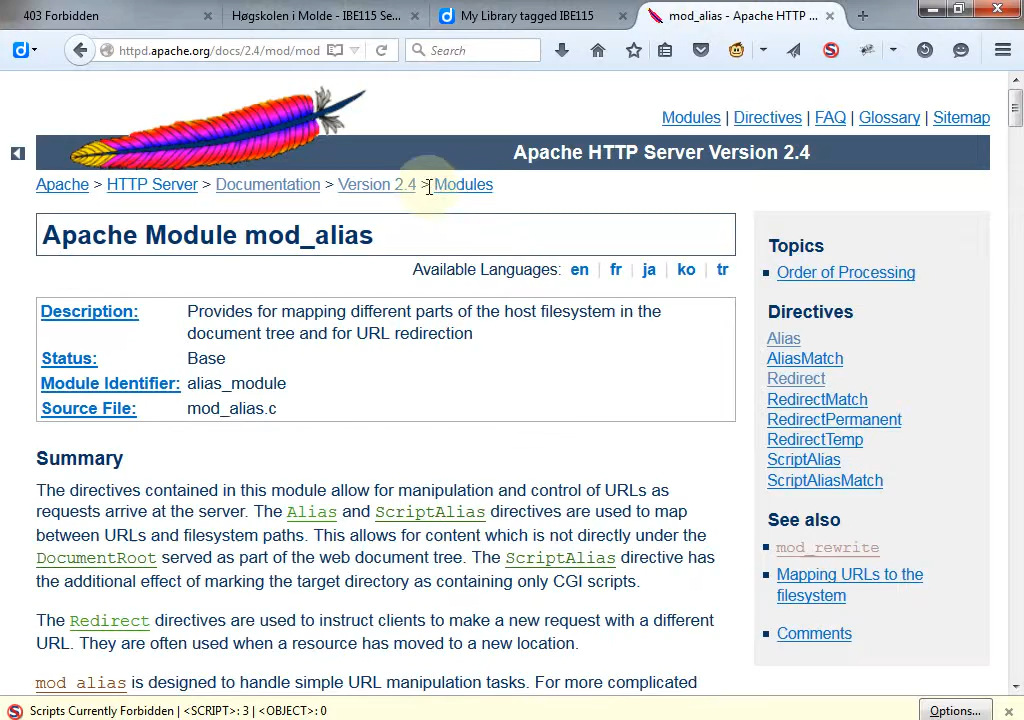 403 Forbidden
Høgskolen i Molde - IBE115 Se...
My Library tagged IBE115
mod_alias - Apache HTTP ...
httpd.apache.org/docs/2.4/mod/mod
Search
Modules | Directives | FAQ | Glossary | Sitemap
Apache HTTP Server Version 2.4
Apache > HTTP Server > Documentation > Version 2.4 > Modules
Apache Module mod_alias
Available Languages: en | fr | ja | ko | tr
Description: Provides for mapping different parts of the host filesystem in the
document tree and for URL redirection
Status: Base
Module Identifier: alias_module
Source File: mod_alias.c
Summary
The directives contained in this module allow for manipulation and control of URLs as
requests arrive at the server. The Alias and ScriptAlias directives are used to map
between URLs and filesystem paths. This allows for content which is not directly under the
DocumentRoot served as part of the web document tree. The ScriptAlias directive has
the additional effect of marking the target directory as containing only CGI scripts.
The Redirect directives are used to instruct clients to make a new request with a different
URL. They are often used when a resource has moved to a new location.
mod_alias is designed to handle simple URL manipulation tasks. For more complicated
Topics
Order of Processing
Directives
Alias
AliasMatch
Redirect
RedirectMatch
RedirectPermanent
RedirectTemp
ScriptAlias
ScriptAliasMatch
See also
mod_rewrite
Mapping URLs to the
filesystem
Comments
Scripts Currently Forbidden | <SCRIPT>: 3 | <OBJECT>: 0
Options...